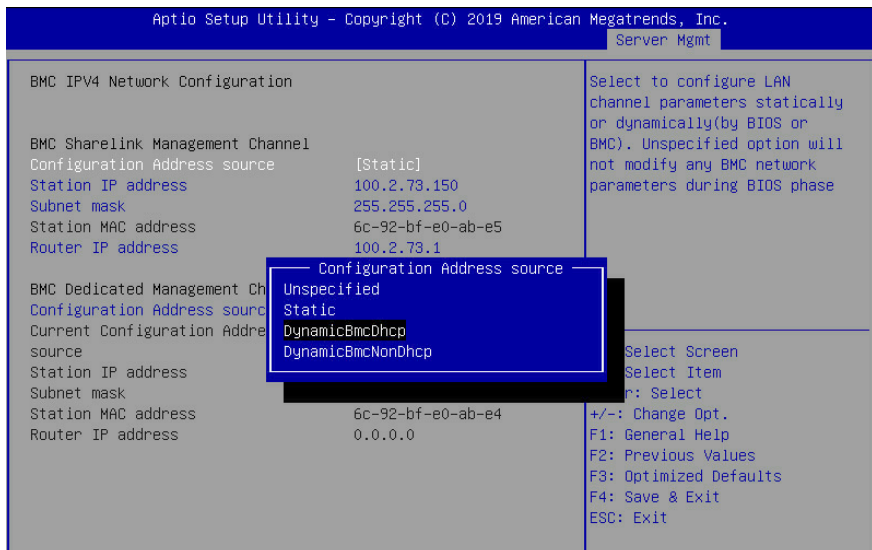 Aptio Setup Utility – Copyright (C) 2019 American Megatrends, Inc.
Server Mgmt
BMC IPV4 Network Configuration
BMC Sharelink Management Channel
Configuration Address source [Static]
Station IP address 100.2.73.150
Subnet mask 255.255.255.0
Station MAC address 6c-92-bf-e0-ab-e5
Router IP address 100.2.73.1
BMC Dedicated Management Ch
Configuration Address sourc
Current Configuration Addre
source
Station IP address
Subnet mask
Station MAC address 6c-92-bf-e0-ab-e4
Router IP address 0.0.0.0
Configuration Address source
Unspecified
Static
DynamicBmcDhcp
DynamicBmcNonDhcp
Select to configure LAN
channel parameters statically
or dynamically(by BIOS or
BMC). Unspecified option will
not modify any BMC network
parameters during BIOS phase
Select Screen
Select Item
r: Select
+/-: Change Opt.
F1: General Help
F2: Previous Values
F3: Optimized Defaults
F4: Save & Exit
ESC: Exit